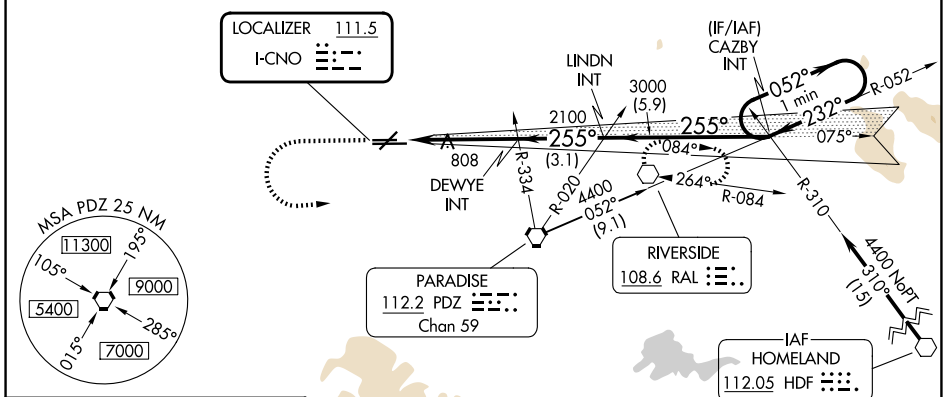 LOCALIZER 111.5
I-CNO
(IF/IAF)
CAZBY
INT
LINDN
INT
3000
(5.9)
052°
1 min
232°
R-052
2100
255°
(3.1)
255°
075°
084°
808
DEWYE
INT
R-334
R-020
4400
052°
(9.1)
264°
R-084
R-310
RIVERSIDE
108.6 RAL
PARADISE
112.2 PDZ
Chan 59
4400 NoPT
310°
(15)
IAF
HOMELAND
112.05 HDF
MSA PDZ 25 NM
11300
195°
105°
9000
5400
015°
285°
7000